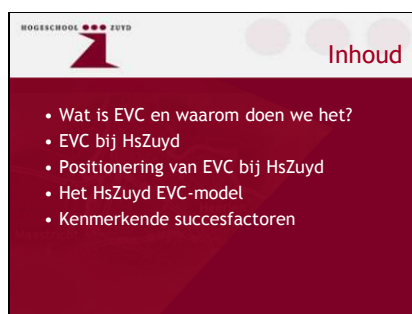 HOGESCHOOL ZUYD
Inhoud
• Wat is EVC en waarom doen we het?
• EVC bij HsZuyd
• Positionering van EVC bij HsZuyd
• Het HsZuyd EVC-model
• Kenmerkende succesfactoren